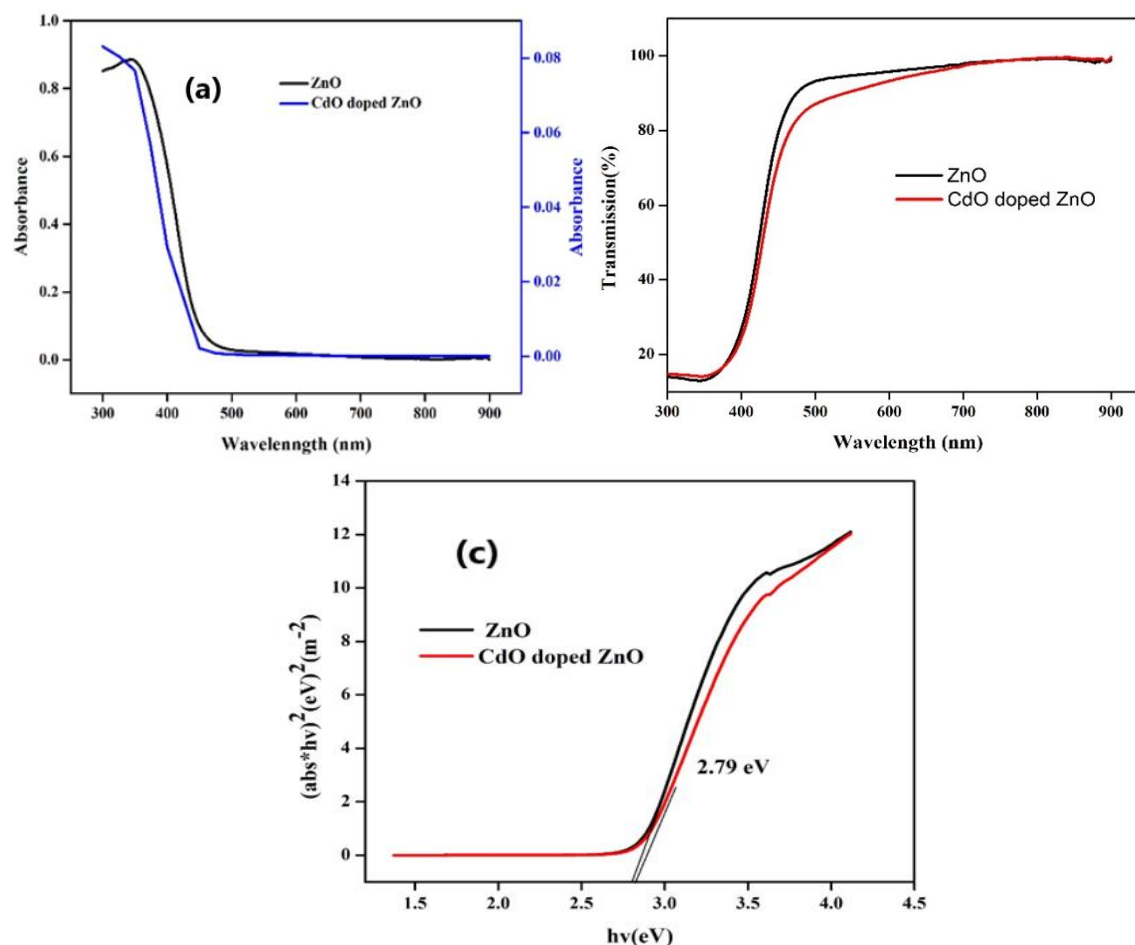 1.0
0.8
0.6
0.4
0.2
0.0
Absorbance
(a)
ZnO
CdO doped ZnO
0.08
0.06
0.04
0.02
0.00
Absorbance
300 400 500 600 700 800 900
Wavelenngth (nm)
100
80
60
40
20
Transmission(%)
ZnO
CdO doped ZnO
300 400 500 600 700 800 900
Wavelength (nm)
14
12
10
8
6
4
2
0
(abs*hv)²(eV)²(m⁻²)
(c)
ZnO
CdO doped ZnO
2.79 eV
1.5 2.0 2.5 3.0 3.5 4.0 4.5
hv(eV)